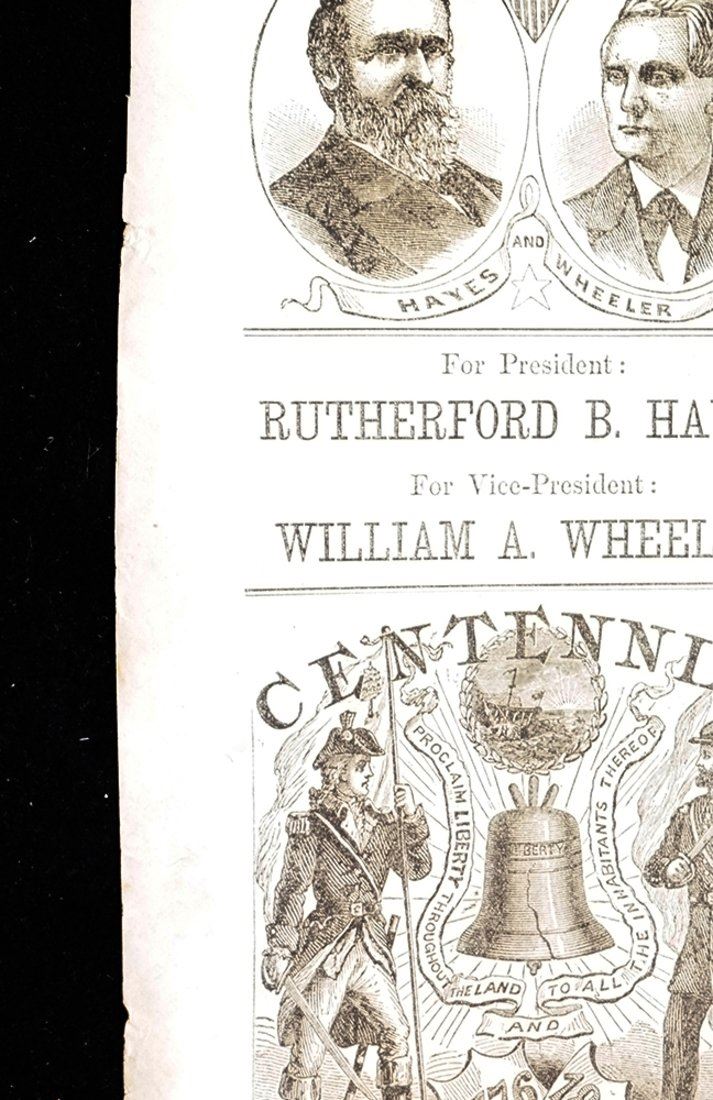 HAYES AND WHEELER
For President:
RUTHERFORD B. HA
For Vice-President:
WILLIAM A. WHEEL
CENTENNI
PROCLAIM LIBERTY THROUGHOUT
THE LAND
AND
TO ALL
THE INHABITANTS THEREOF
LIBERTY
76